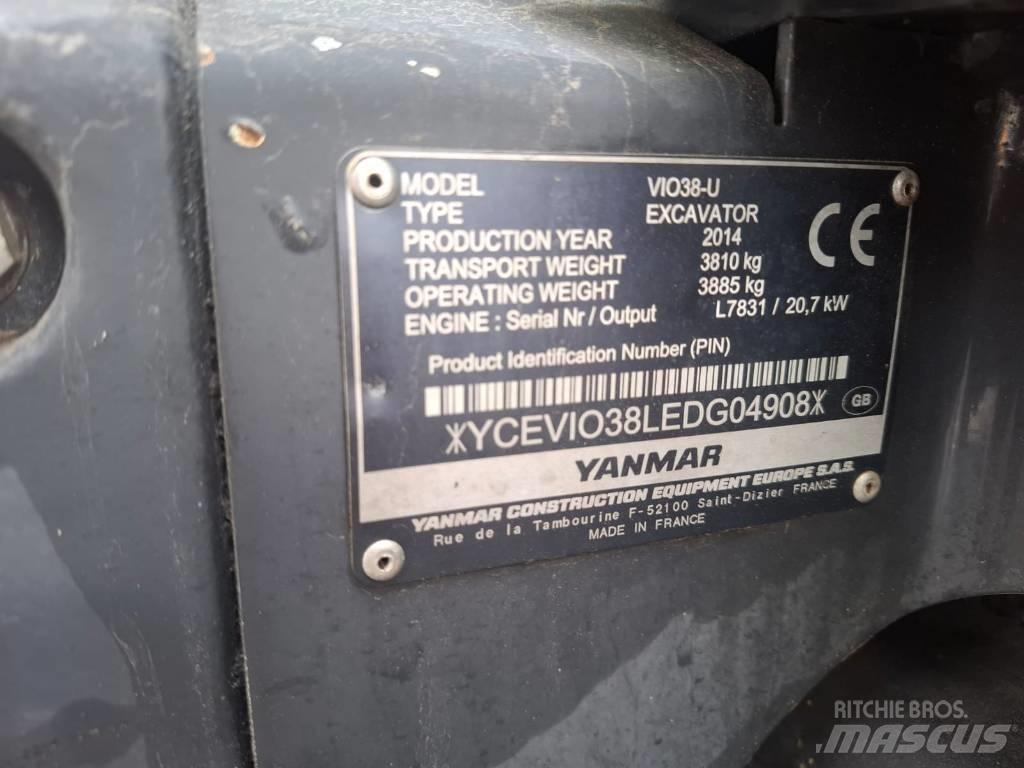 MODEL VIO38-U
TYPE EXCAVATOR
PRODUCTION YEAR 2014
TRANSPORT WEIGHT 3810 kg
OPERATING WEIGHT 3885 kg
ENGINE : Serial Nr / Output L7831 / 20,7 kW
CE
Product Identification Number (PIN)
*YCEVIO38LEDG04908*
GB
YANMAR
YANMAR CONSTRUCTION EQUIPMENT EUROPE S.A.S.
Rue de la Tambourine F-52100 Saint-Dizier FRANCE
MADE IN FRANCE
RITCHIE BROS.
MASCUS